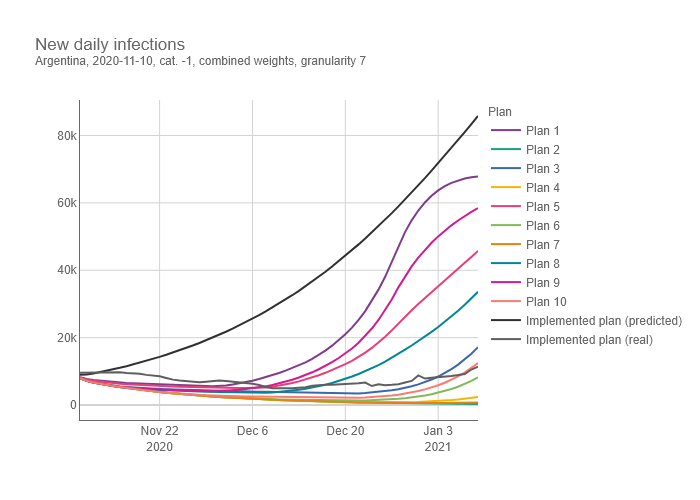 New daily infections
Argentina, 2020-11-10, cat. -1, combined weights, granularity 7
Plan
80k
60k
40k
20k
0
Nov 22
2020
Dec 6
Dec 20
Jan 3
2021
Plan 1
Plan 2
Plan 3
Plan 4
Plan 5
Plan 6
Plan 7
Plan 8
Plan 9
Plan 10
Implemented plan (predicted)
Implemented plan (real)